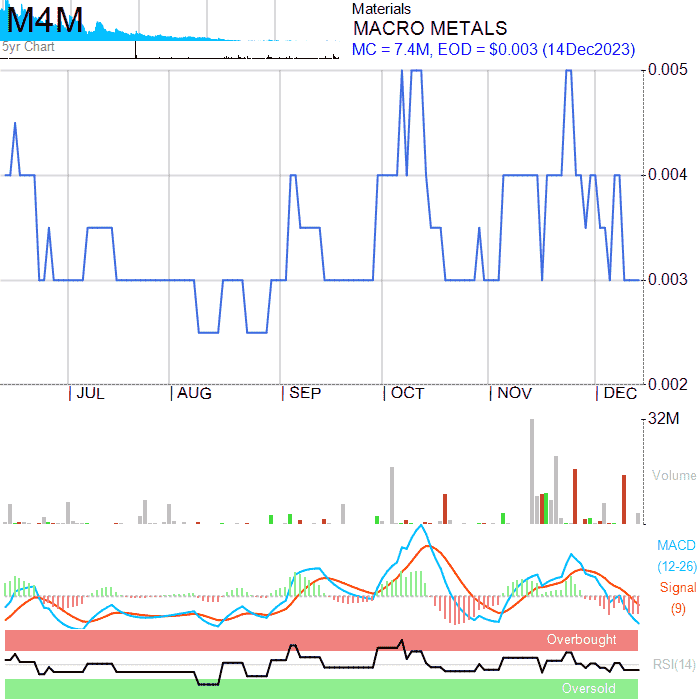 M4M
5yr Chart
Materials
MACRO METALS
MC = 7.4M, EOD = $0.003 (14Dec2023)
0.005
0.004
0.003
0.002
JUL
AUG
SEP
OCT
NOV
DEC
32M
Volume
MACD
(12-26)
Signal
(9)
Overbought
RSI(14)
Oversold